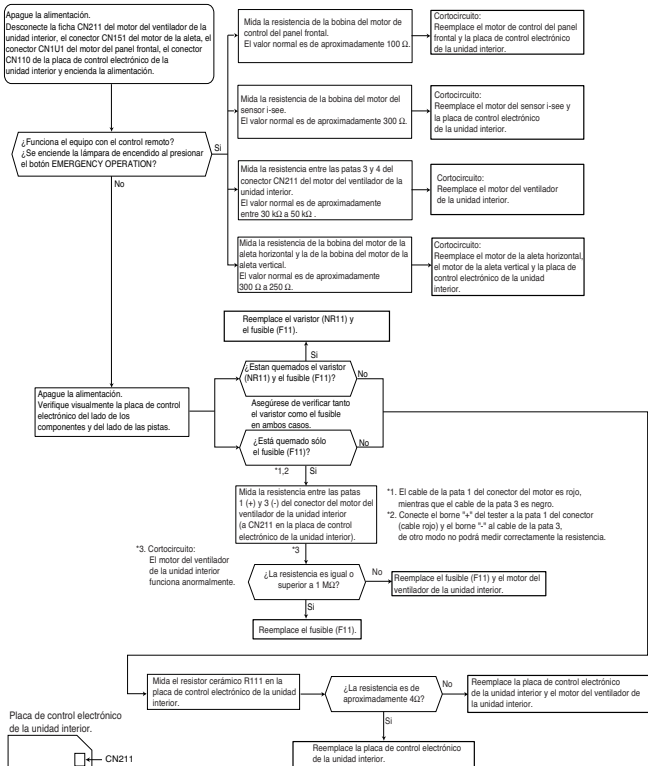 Apague la alimentación.
Desconecte la ficha CN211 del motor del ventilador de la
unidad interior, el conector CN151 del motor de la aleta, el
conector CN1U1 del motor del panel frontal, el conector
CN110 de la placa de control electrónico de la
unidad interior y encienda la alimentación.
¿Funciona el equipo con el control remoto?
¿Se enciende la lámpara de encendido al presionar
el botón EMERGENCY OPERATION?
Si
No
Mida la resistencia de la bobina del motor de
control del panel frontal.
El valor normal es de aproximadamente 100 Ω.
Cortocircuito:
Reemplace el motor de control del panel
frontal y la placa de control electrónico
de la unidad interior.
Mida la resistencia de la bobina del motor del
sensor i-see.
El valor normal es de aproximadamente 300 Ω.
Cortocircuito:
Reemplace el motor del sensor i-see y
la placa de control electrónico
de la unidad interior.
Mida la resistencia entre las patas 3 y 4 del
conector CN211 del motor del ventilador de la
unidad interior.
El valor normal es de aproximadamente
entre 30 kΩ a 50 kΩ .
Cortocircuito:
Reemplace el motor del ventilador
de la unidad interior.
Mida la resistencia de la bobina del motor de la
aleta horizontal y la de la bobina del motor de la
aleta vertical.
El valor normal es de aproximadamente
300 Ω a 250 Ω.
Cortocircuito:
Reemplace el motor de la aleta horizontal,
el motor de la aleta vertical y la placa de
control electrónico de la unidad
interior.
Reemplace el varistor (NR11) y
el fusible (F11).
Si
¿Estan quemados el varistor
(NR11) y el fusible (F11)?
No
Apague la alimentación.
Verifique visualmente la placa de control
electrónico del lado de los
componentes y del lado de las pistas.
Asegúrese de verificar tanto
el varistor como el fusible
en ambos casos.
¿Está quemado sólo
el fusible (F11)?
No
*1,2
Si
Mida la resistencia entre las patas
1 (+) y 3 (-) del conector del motor del
ventilador de la unidad interior
(a CN211 en la placa de control
electrónico de la unidad interior).
*1. El cable de la pata 1 del conector del motor es rojo,
mientras que el cable de la pata 3 es negro.
*2. Conecte el borne "+" del tester a la pata 1 del conector
(cable rojo) y el borne "-" al cable de la pata 3,
de otro modo no podrá medir correctamente la resistencia.
*3. Cortocircuito:
El motor del ventilador
de la unidad interior
funciona anormalmente.
*3
¿La resistencia es igual o
superior a 1 MΩ?
No
Reemplace el fusible (F11) y el motor del
ventilador de la unidad interior.
Si
Reemplace el fusible (F11).
Mida el resistor cerámico R111 en la
placa de control electrónico de la unidad
interior.
¿La resistencia es de
aproximadamente 4Ω?
No
Reemplace la placa de control electrónico
de la unidad interior y el motor del ventilador de
la unidad interior.
Si
Reemplace la placa de control electrónico
de la unidad interior.
Placa de control electrónico
de la unidad interior.
CN211